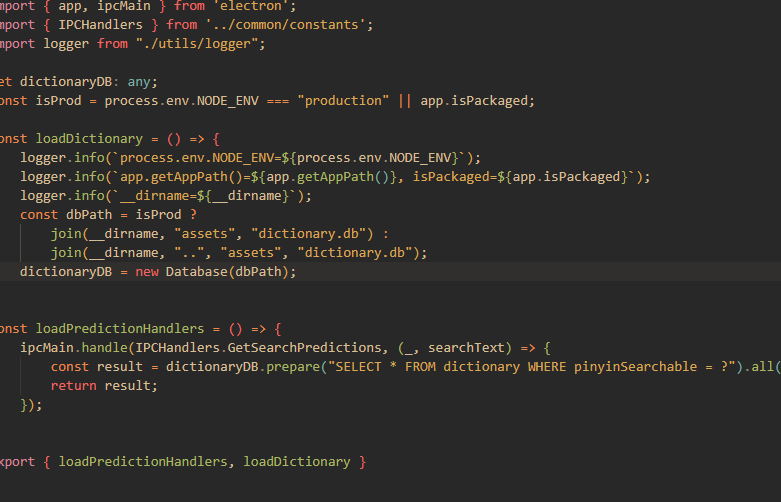 mport { app, ipcMain } from 'electron';
mport { IPCHandlers } from '../common/constants';
mport logger from "./utils/logger";
et dictionaryDB: any;
onst isProd = process.env.NODE_ENV === "production" || app.isPackaged;
onst loadDictionary = () => {
logger.info(`process.env.NODE_ENV=${process.env.NODE_ENV}`);
logger.info(`app.getAppPath()=${app.getAppPath()}, isPackaged=${app.isPackaged}`);
logger.info(`__dirname=${__dirname}`);
const dbPath = isProd ?
join(__dirname, "assets", "dictionary.db") :
join(__dirname, "..", "assets", "dictionary.db");
dictionaryDB = new Database(dbPath);
onst loadPredictionHandlers = () => {
ipcMain.handle(IPCHandlers.GetSearchPredictions, (_, searchText) => {
const result = dictionaryDB.prepare("SELECT * FROM dictionary WHERE pinyinSearchable = ?").all(
return result;
});
xport { loadPredictionHandlers, loadDictionary }